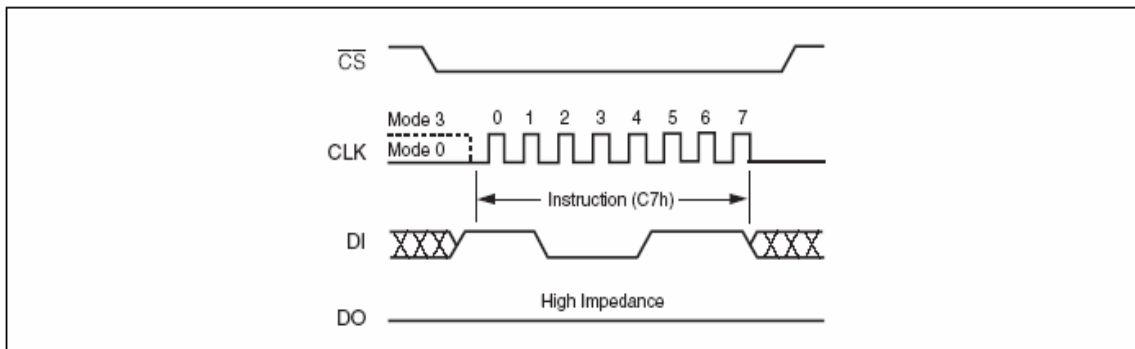 CS
Mode 3
0 1 2 3 4 5 6 7
CLK
Mode 0
Instruction (C7h)
DI
High Impedance
DO